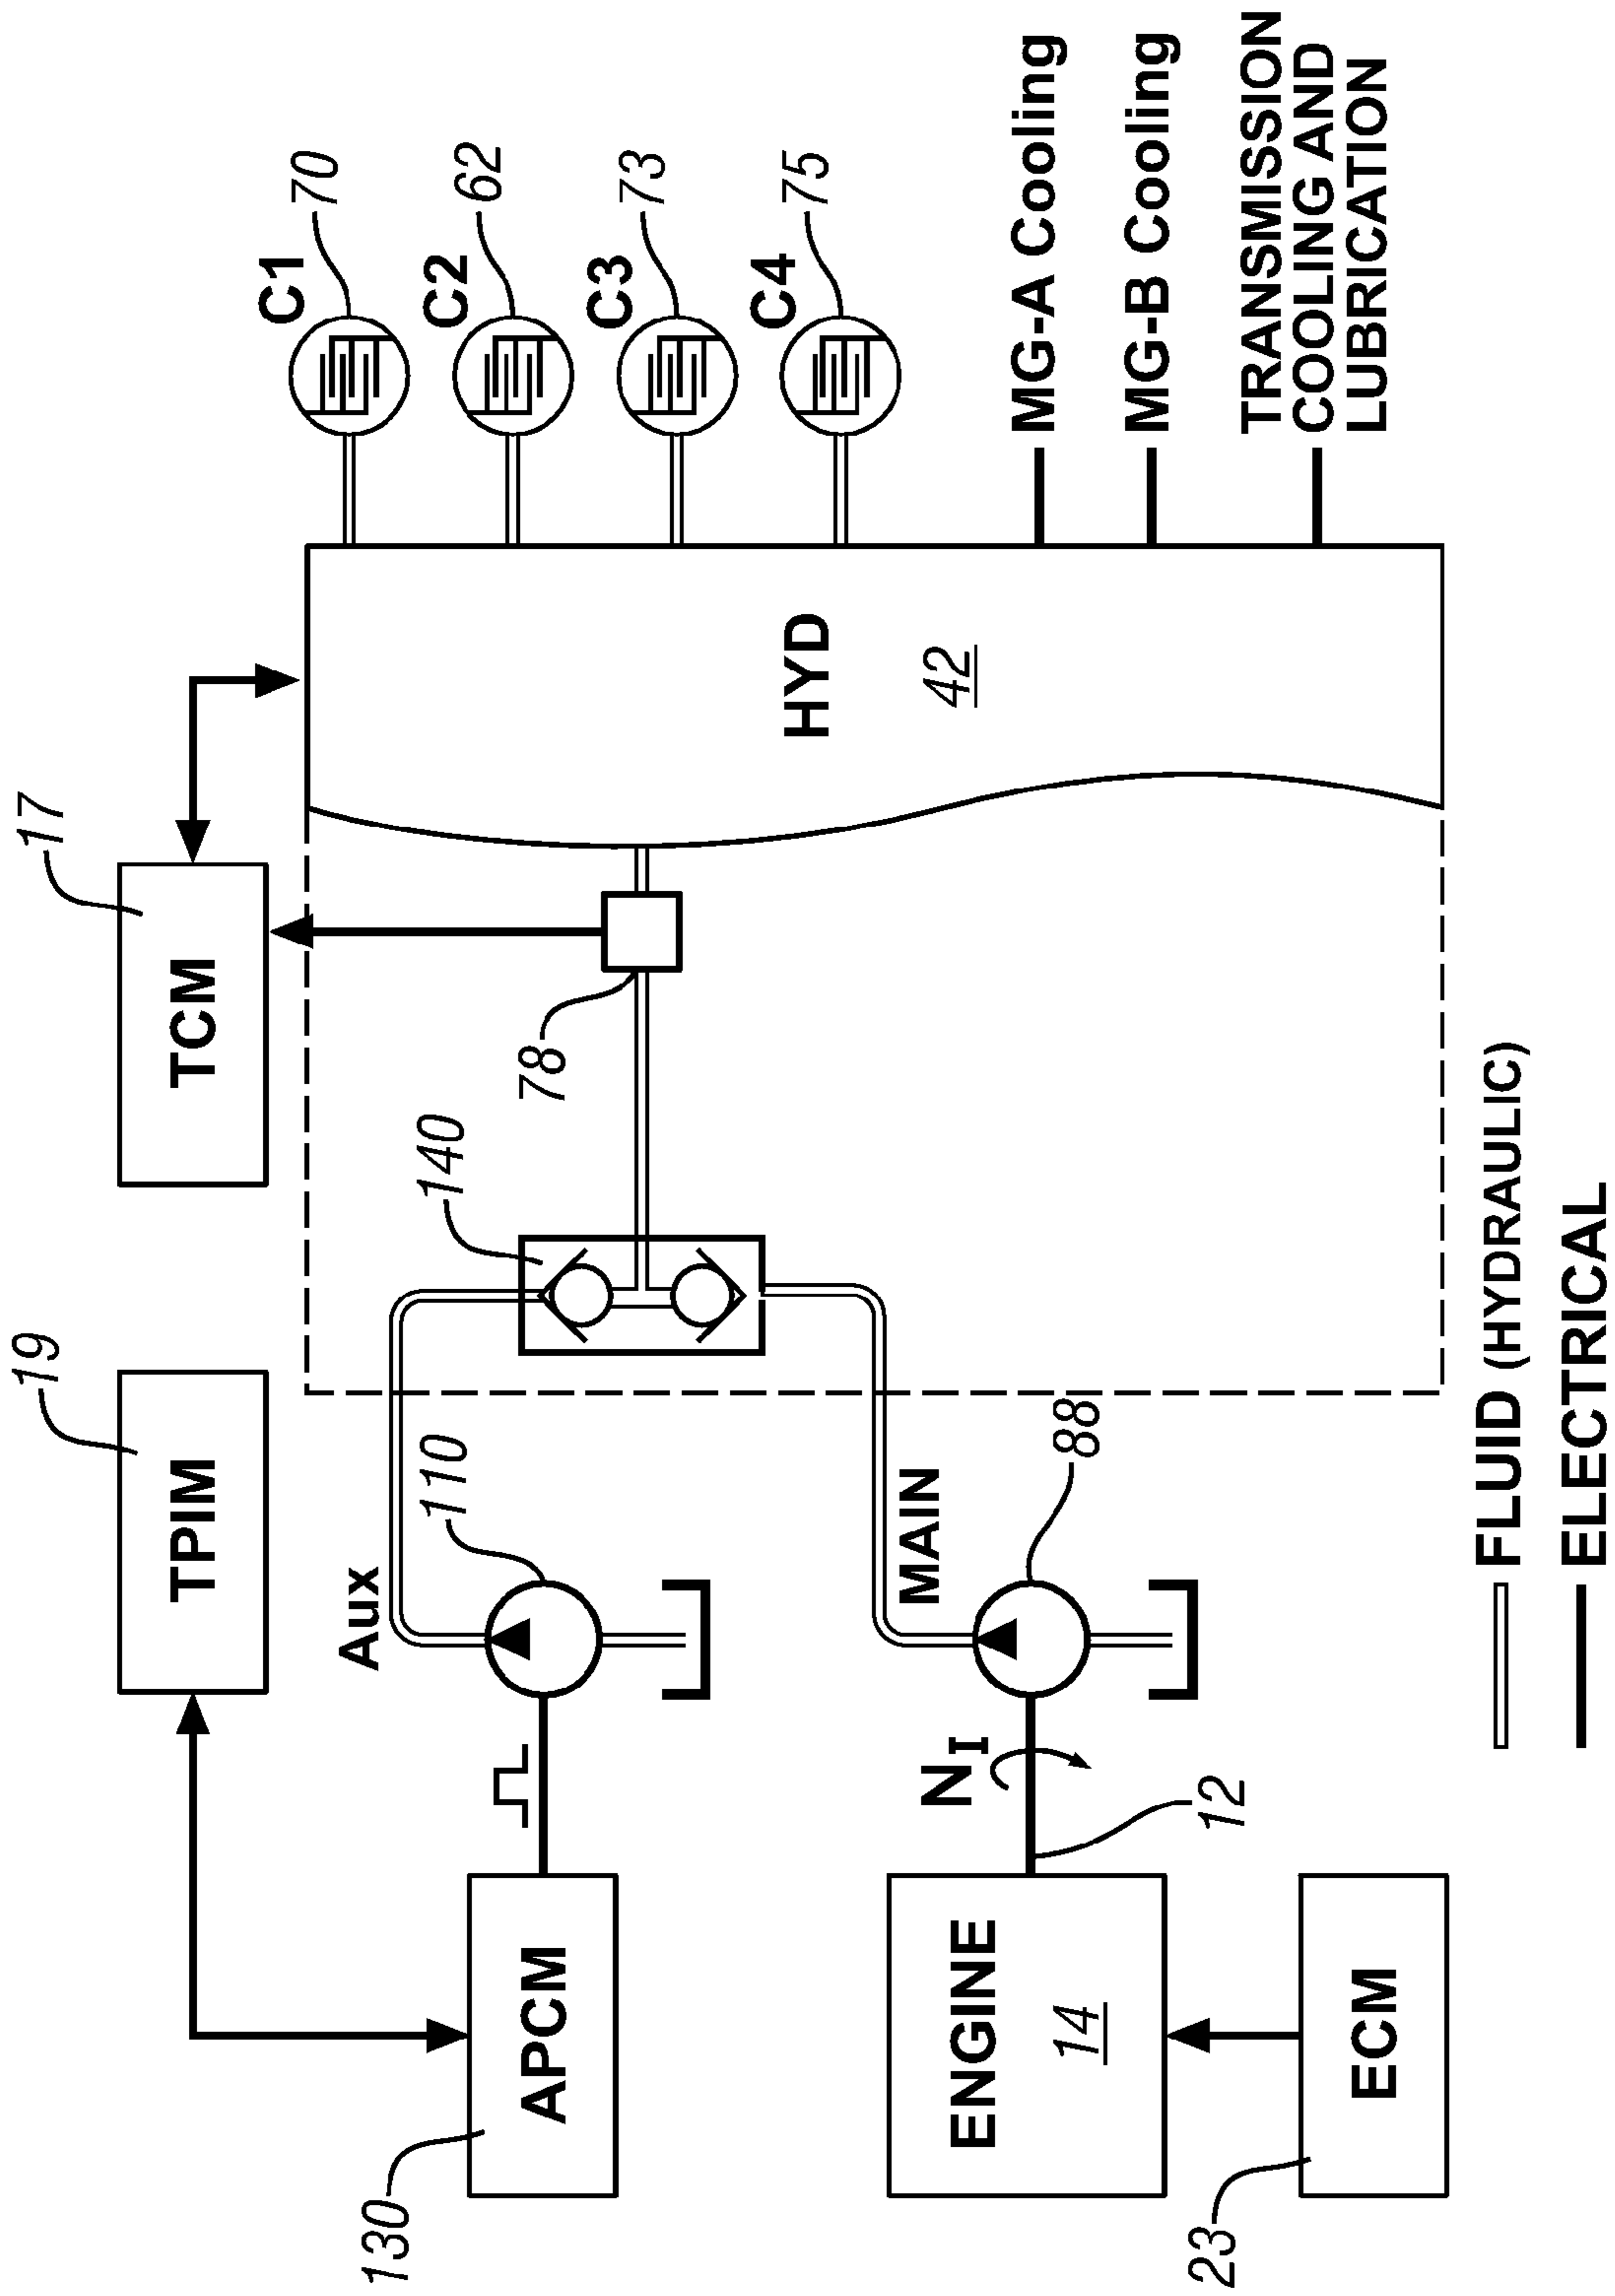 19
17
TPIM
TCM
70
C1
62
C2
73
C3
75
C4
Aux
110
140
78
HYD
42
130
APCM
MG-A Cooling
MG-B Cooling
TRANSMISSION
COOLING AND
LUBRICATION
MAIN
88
N I
12
ENGINE
14
23
ECM
FLUID (HYDRAULIC)
ELECTRICAL